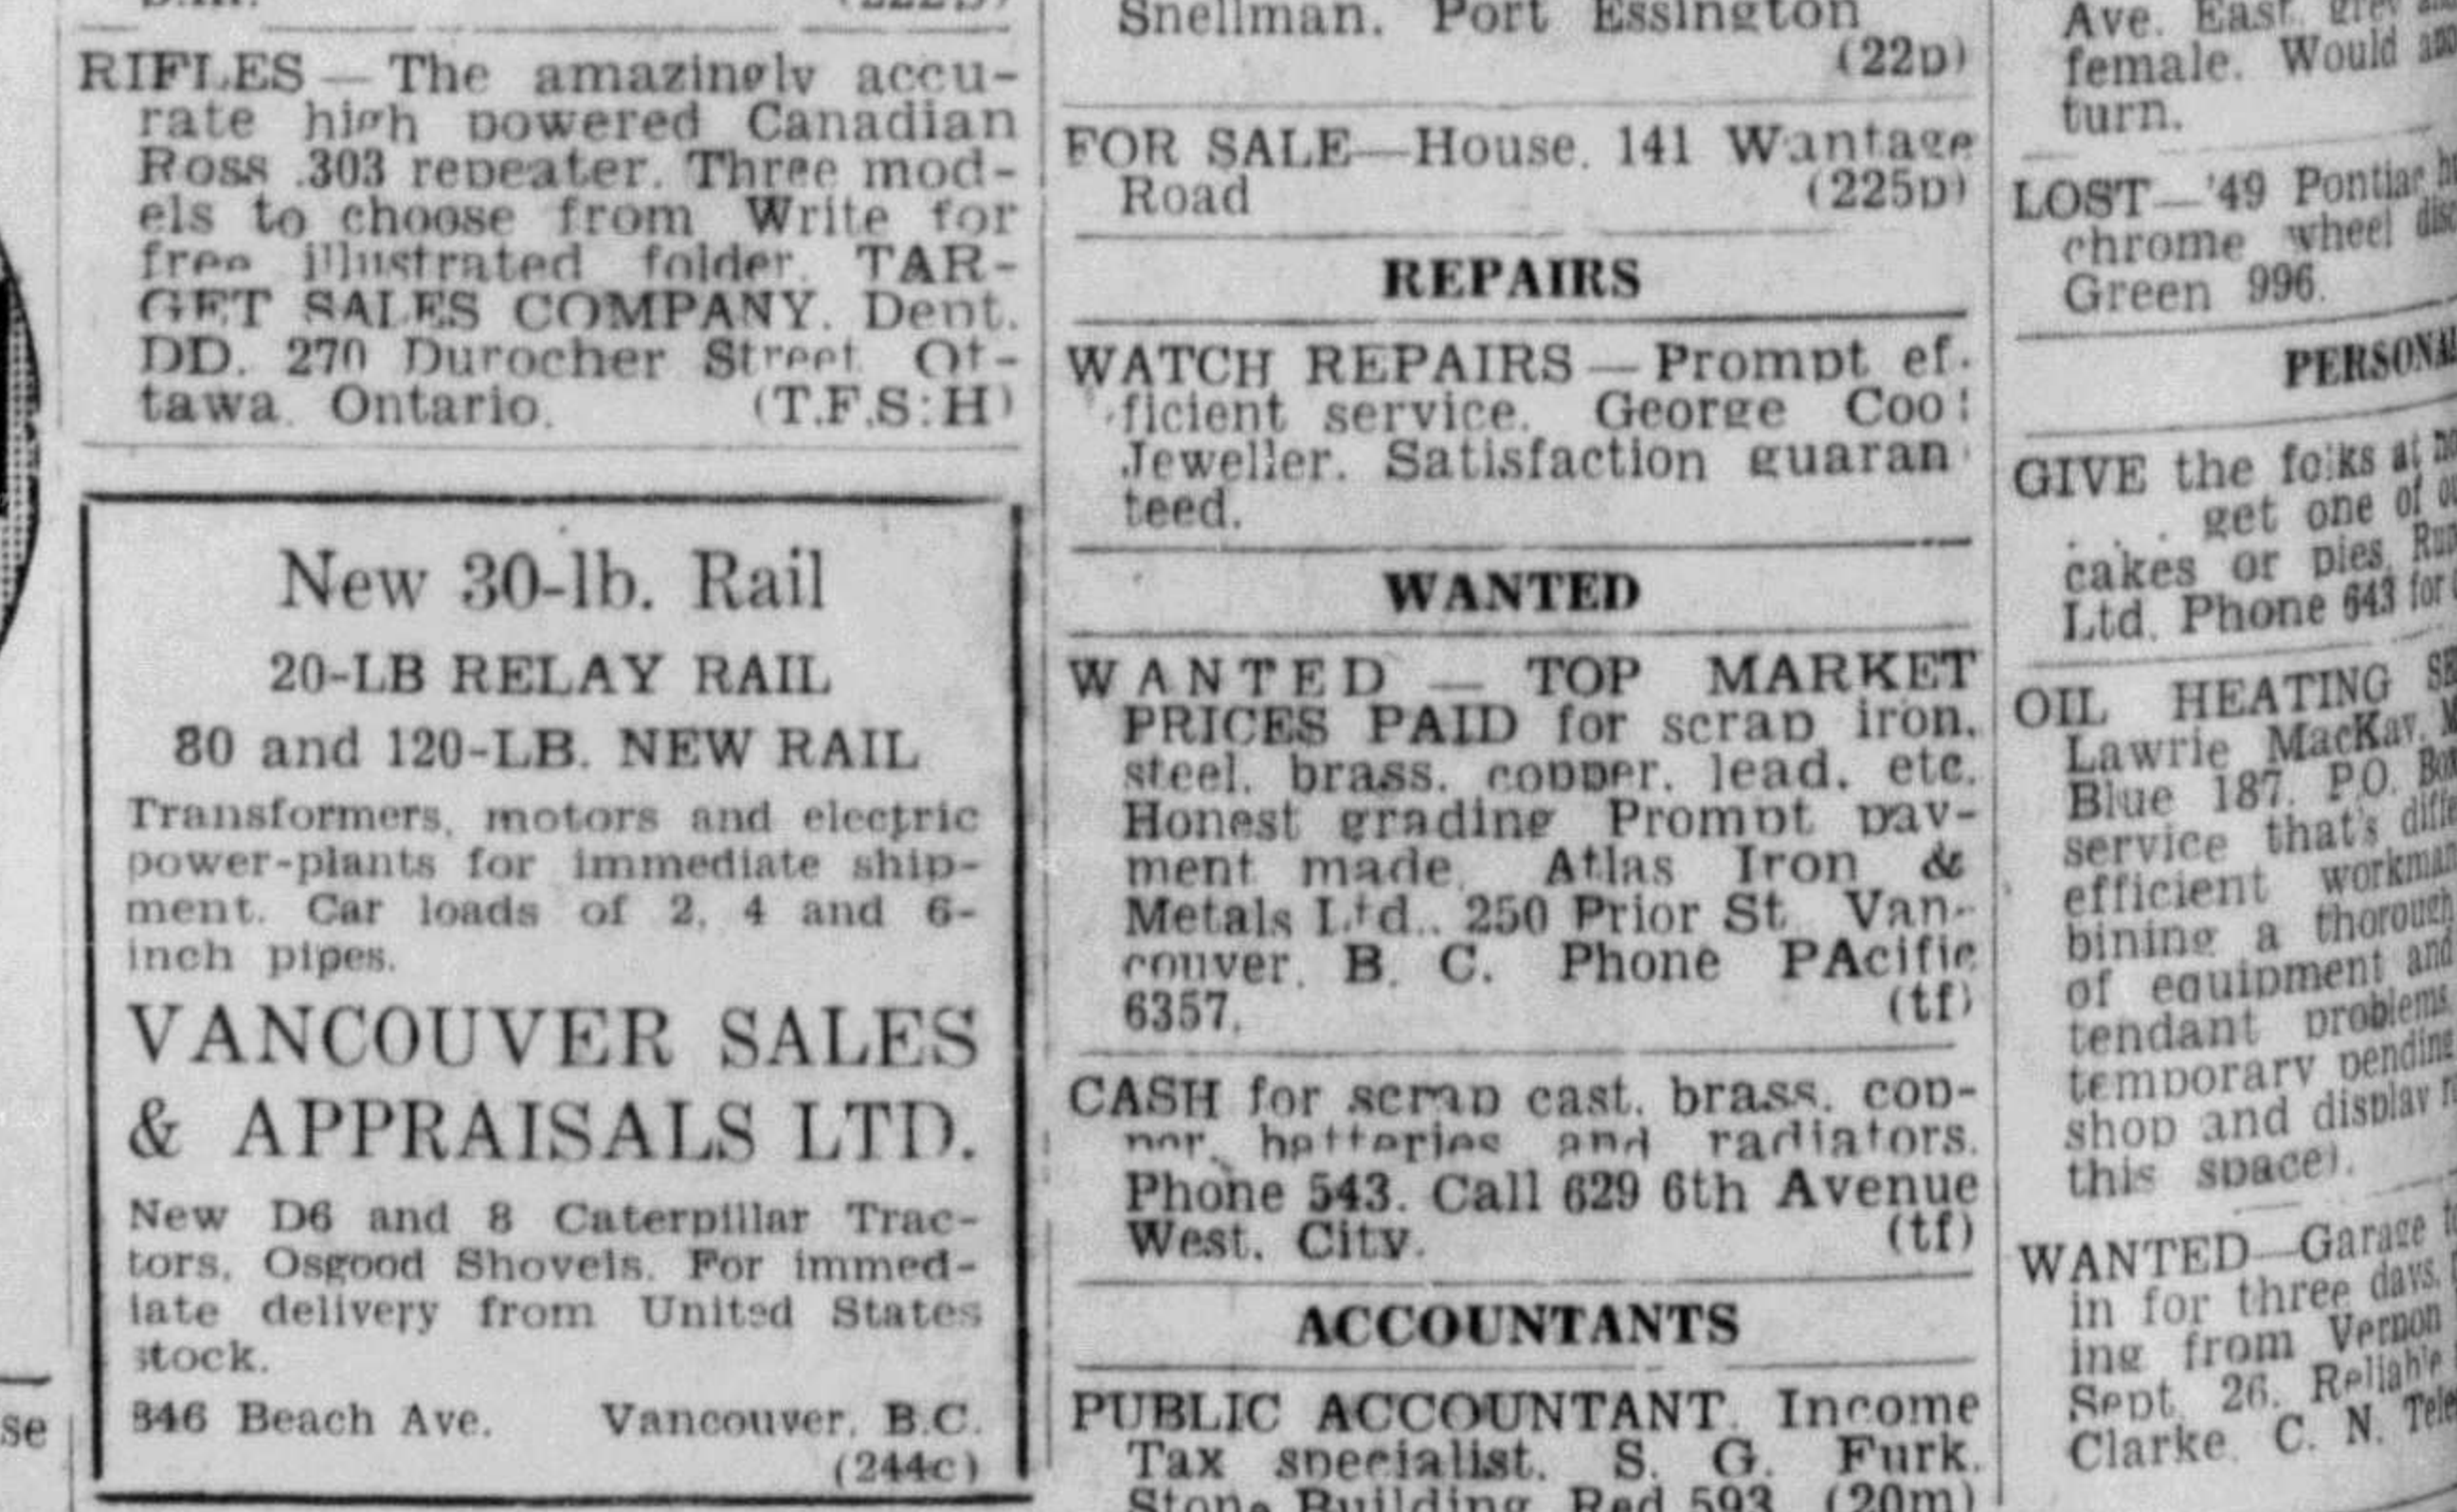 RIFLES — The amazingly accu-
rate high powered Canadian
Ross .303 repeater. Three mod-
els to choose from Write for
free illustrated folder. TAR-
GET SALES COMPANY. Dept.
DD. 270 Durocher Street Ot-
tawa. Ontario. (T.F.S:H)
New 30-lb. Rail
20-LB RELAY RAIL
80 and 120-LB. NEW RAIL
Transformers, motors and electric
power-plants for immediate ship-
ment. Car loads of 2, 4 and 6-
inch pipes.
VANCOUVER SALES
& APPRAISALS LTD.
New D6 and 8 Caterpillar Trac-
tors, Osgood Shovels. For immed-
iate delivery from United States
stock.
846 Beach Ave. Vancouver, B.C.
(244c)
se
Snellman. Port Essington
(22p)
FOR SALE—House. 141 Wantage
Road (225p)
REPAIRS
WATCH REPAIRS — Prompt ef
ficient service. George
Jeweller. Satisfaction guaran
teed.
WANTED
WANTED — TOP MARKET
PRICES PAID for scrap iron,
steel, brass, copper, lead, etc.
Honest grading Prompt pay-
ment made. Atlas Iron &
Metals Ltd.. 250 Prior St. Van-
couver, B. C. Phone PAcific
6357. (tf)
CASH for scrap cast, brass, cop-
per, batteries and radiators.
Phone 543. Call 629 6th Avenue
West, City. (tf)
ACCOUNTANTS
PUBLIC ACCOUNTANT. Income
Tax specialist. S. G. Furk.
Stone Building Red 593 (20m)
Ave. East
female. Would
turn.
LOST—'49 Pontiac
chrome wheel
Green 996.
GIVE the folks at
. . . get one of
cakes or pies.
Ltd. Phone 643 for
OIL HEATING
Lawrie MacKay.
Blue 187. P.O.
service that's
efficient
bining a thorough
of equipment and
tendant problems
temporary pending
shop and display
this space).
WANTED—Garage
in for three days,
ing from Vernon
Sept. 26. Reliable
Clarke. C. N.